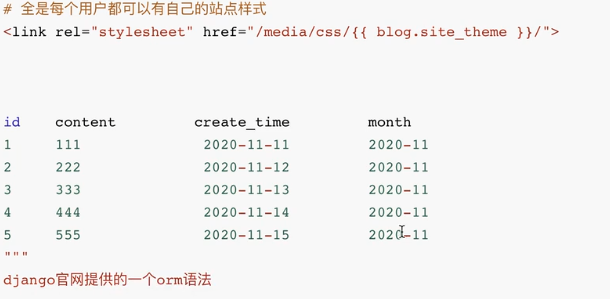 # 全是每个用户都可以有自己的站点样式
<link rel="stylesheet" href="/media/css/{{ blog.site_theme }}/">
id content create_time month
1 111 2020-11-11 2020-11
2 222 2020-11-12 2020-11
3 333 2020-11-13 2020-11
4 444 2020-11-14 2020-11
5 555 2020-11-15 2020-11
"""
django官网提供的一个orm语法